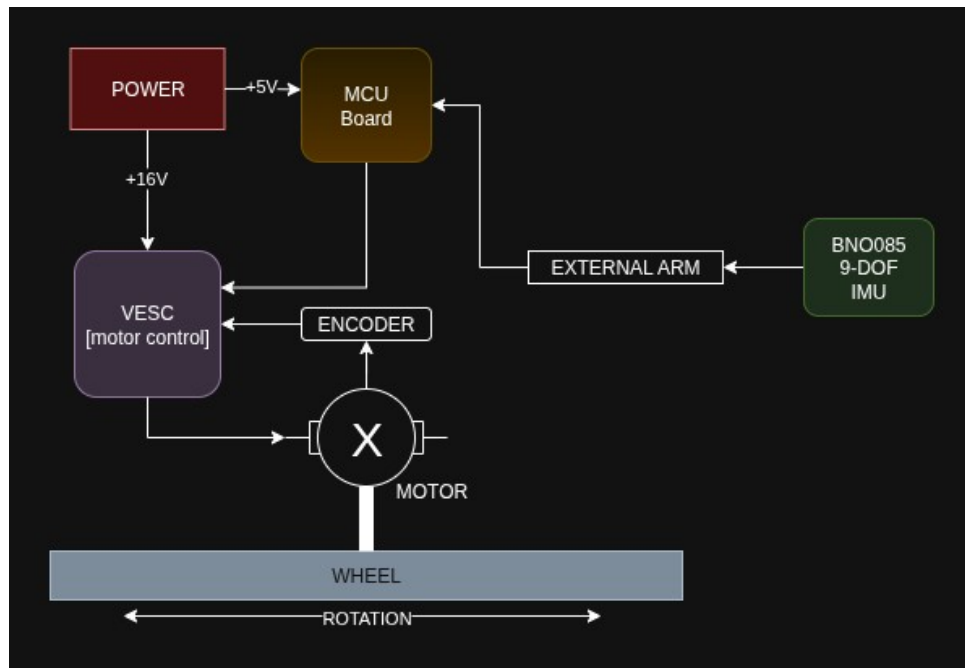 POWER
+5V
MCU
Board
+16V
BNO085
9-DOF
IMU
EXTERNAL ARM
VESC
[motor control]
ENCODER
X
MOTOR
WHEEL
ROTATION